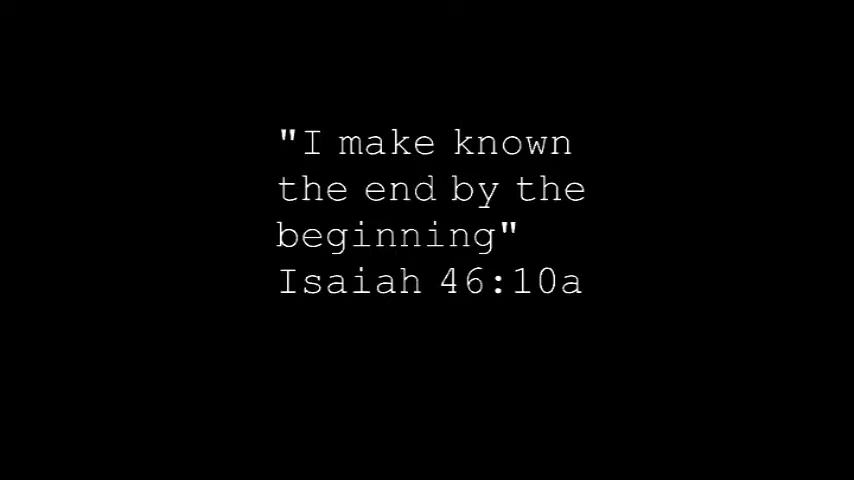 "I make known
the end by the
beginning"
Isaiah 46:10a